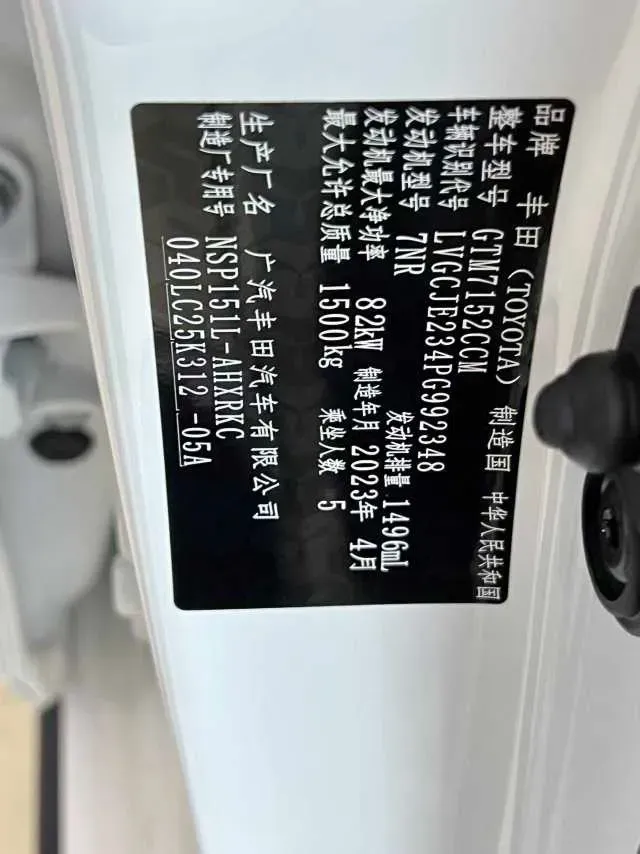 品牌 丰田(TOYOTA) 制造国 中华人民共和国
整车型号 GTM7152CCM
车辆识别代号 LVGCJE234PG992348
发动机型号 7NR 发动机排量 1496mL
发动机最大净功率 82kW 制造年月 2023年 4月
最大允许总质量 1500kg 乘坐人数 5
生产厂名 广汽丰田汽车有限公司
制造厂专用号 NSP151L-AHXRKC
040LC25K312 -05A